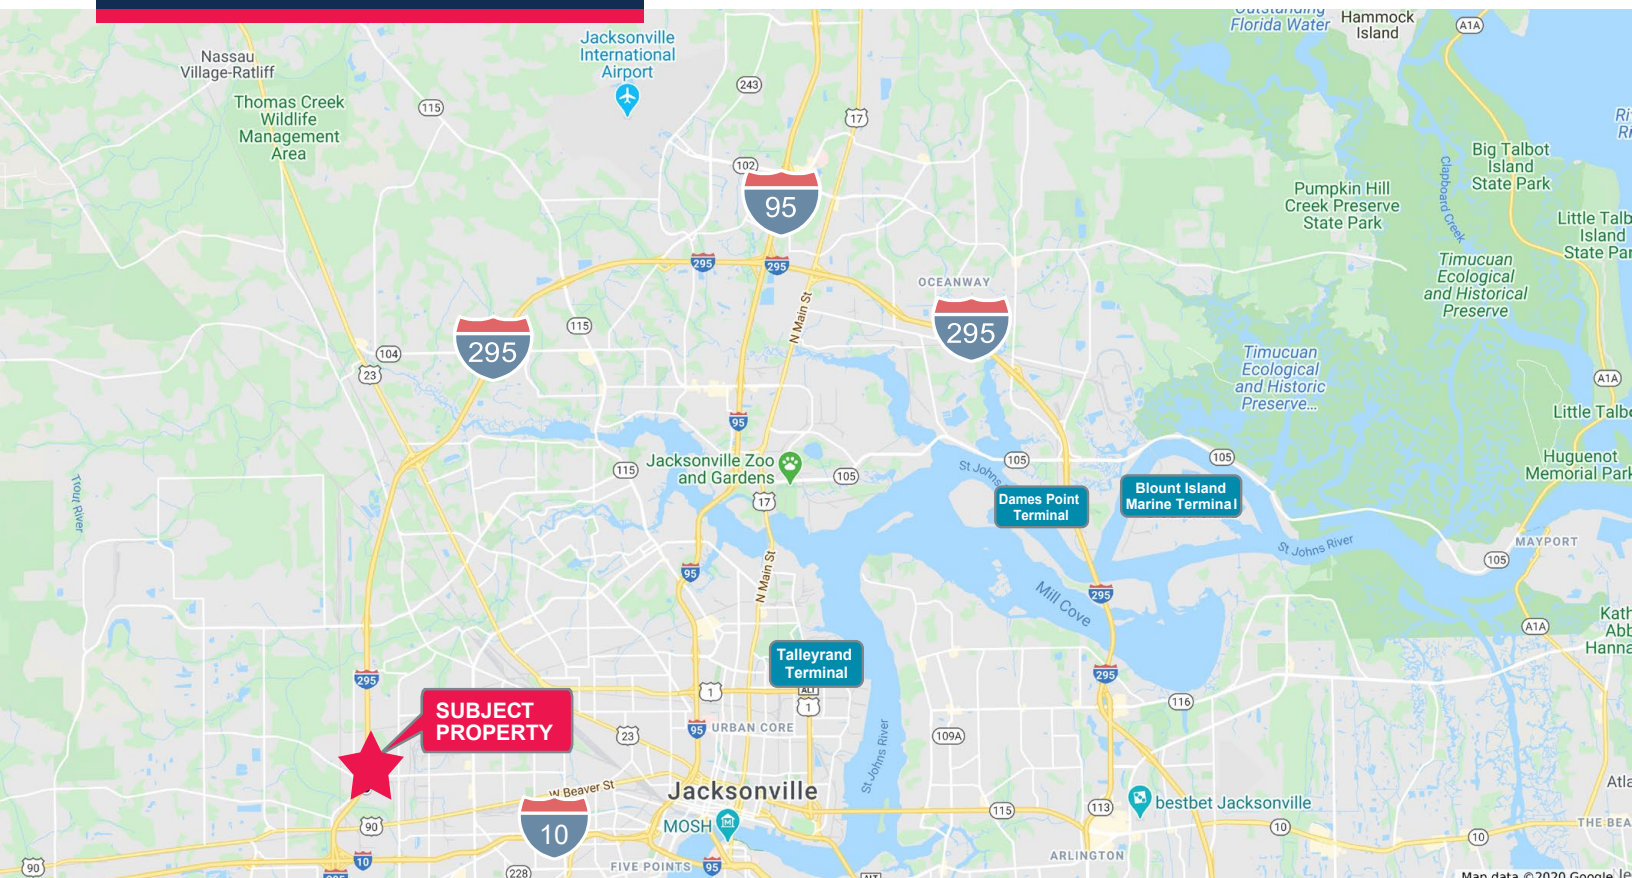 Outstanding
Florida Water
Hammock
Island
A1A
Nassau
Village-Ratliff
Jacksonville
International
Airport
243
Thomas Creek
Wildlife
Management
Area
115
17
102
95
Big Talbot
Island
State Park
Clapboard Creek
Pumpkin Hill
Creek Preserve
State Park
Little Talb
Island
State Par
295
295
OCEANWAY
Timucuan
Ecological
and Historical
Preserve
N Main St
295
295
115
104
23
Timucuan
Ecological
and Historic
Preserve...
A1A
Little Talb
95
Jacksonville Zoo
and Gardens
115
105
17
St Johns
105
105
Dames Point
Terminal
Blount Island
Marine Terminal
Huguenot
Memorial Park
Trout River
St Johns River
MAYPORT
105
95
N Main St
Mill Cove
295
A1A
Kath
Abb
Hanna
Talleyrand
Terminal
295
295
116
1
ALT
1
SUBJECT
PROPERTY
95
URBAN CORE
23
109A
St Johns River
W Beaver St
Jacksonville
10
MOSH
115
113
bestbet Jacksonville
Atla
90
10
10
THE BEA
10
90
295
228
FIVE POINTS
95
ALT
ARLINGTON
Map data ©2020 Google